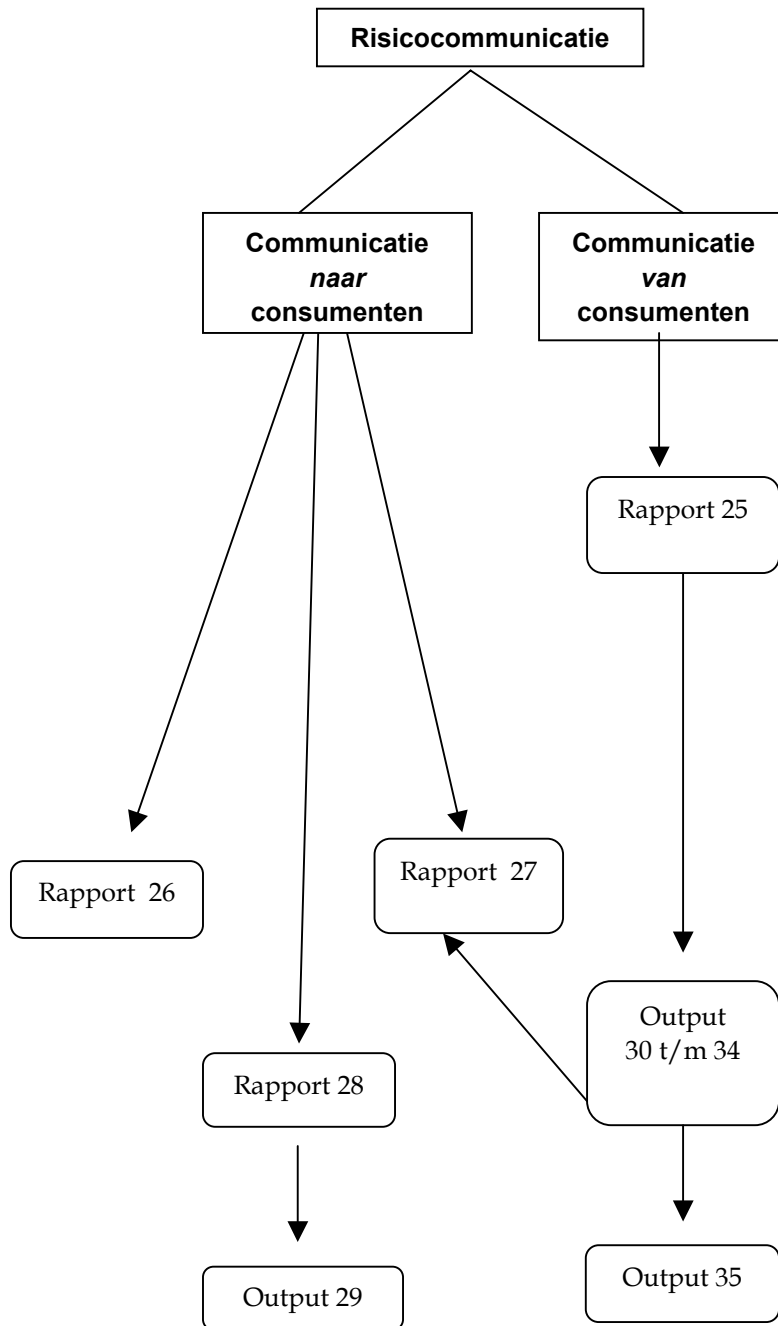 Risicocommunicatie
Communicatie
naar
consumenten
Communicatie
van
consumenten
Rapport 25
Rapport 26
Rapport 27
Output
30 t/m 34
Rapport 28
Output 29
Output 35